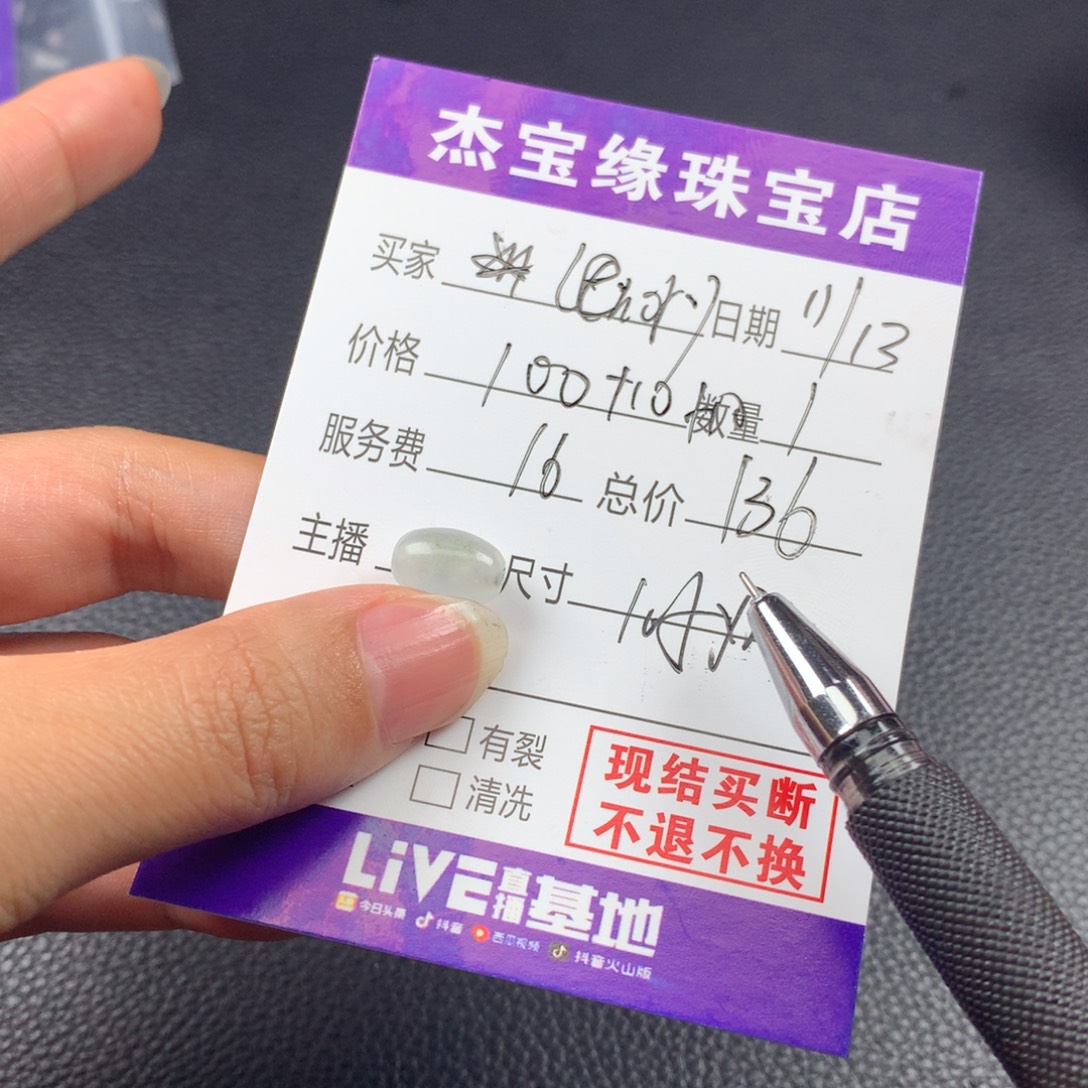 杰宝缘珠宝店
买家 日期 11/13
价格 100+10 数量 1
服务费 16 总价 136
主播 尺寸
有裂
清洗
现结买断
不退不换
LiVE直播基地
今日头条 抖音 西瓜视频 抖音火山版